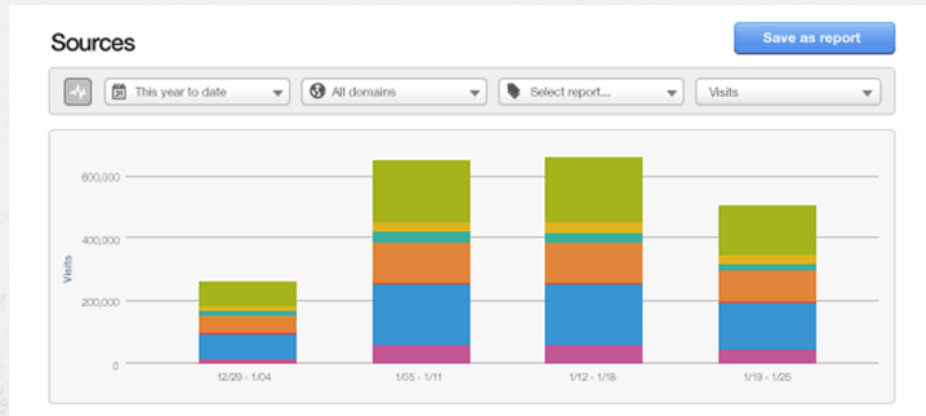 Sources
Save as report
31
This year to date
All domains
Select report...
Visits
600,000
400,000
200,000
0
Visits
12/29 - 1/04
1/05 - 1/11
1/12 - 1/18
1/19 - 1/25